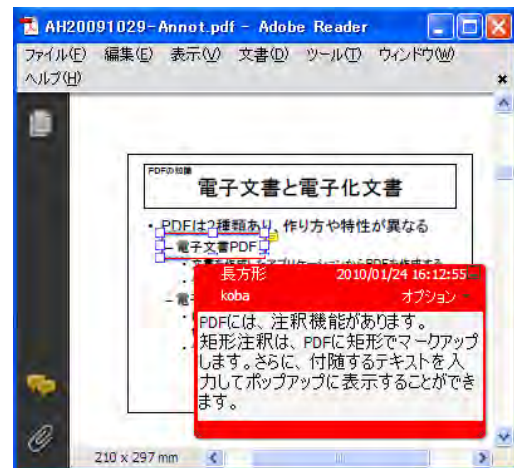 AH20091029-Annot.pdf - Adobe Reader
ファイル(F) 編集(E) 表示(V) 文書(D) ツール(T) ウィンドウ(W)
ヘルプ(H)
PDFの知識
電子文書と電子化文書
・PDFは2種類あり、作り方や特性が異なる
– 電子文書PDF
長方形 2010/01/24 16:12:55
koba オプション
PDFには、注釈機能があります。
矩形注釈は、PDFに矩形でマークアップ
します。さらに、付随するテキストを入
力してポップアップに表示することができ
ます。
210 x 297 mm